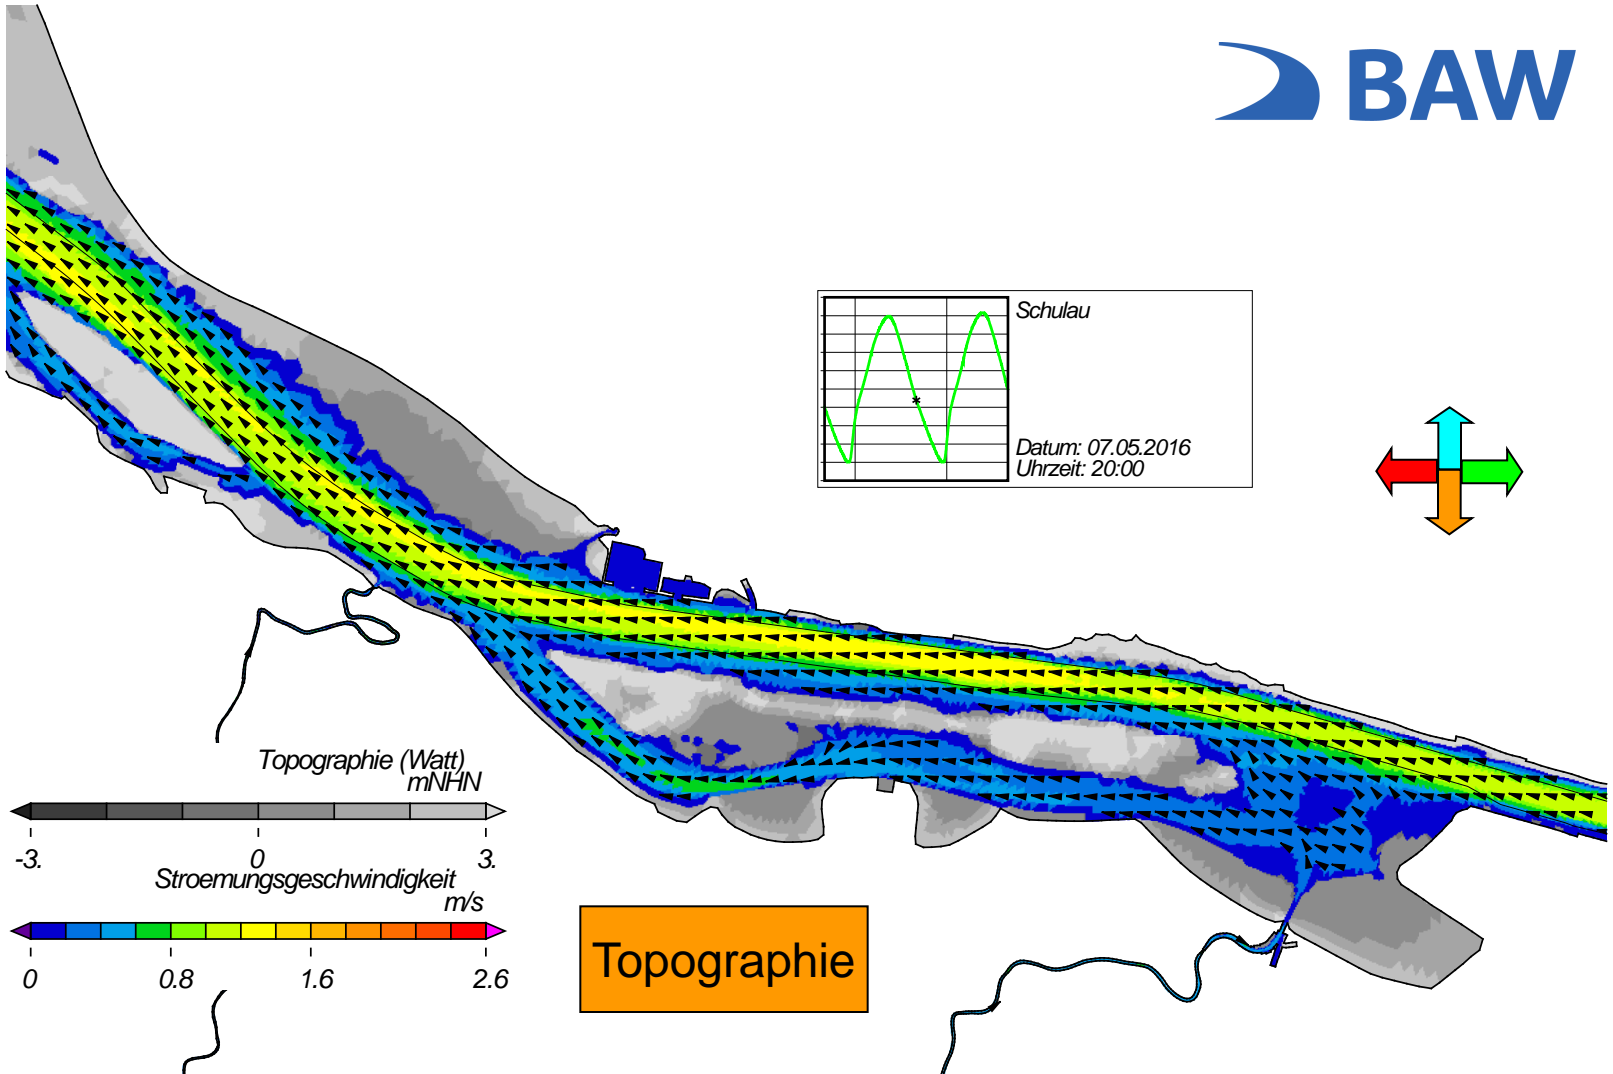 BAW
Schulau
Datum: 07.05.2016
Uhrzeit: 20:00
Topographie (Watt)
mNHN
-3. 0 3.
Stroemungsgeschwindigkeit
m/s
0 0.8 1.6 2.6
Topographie